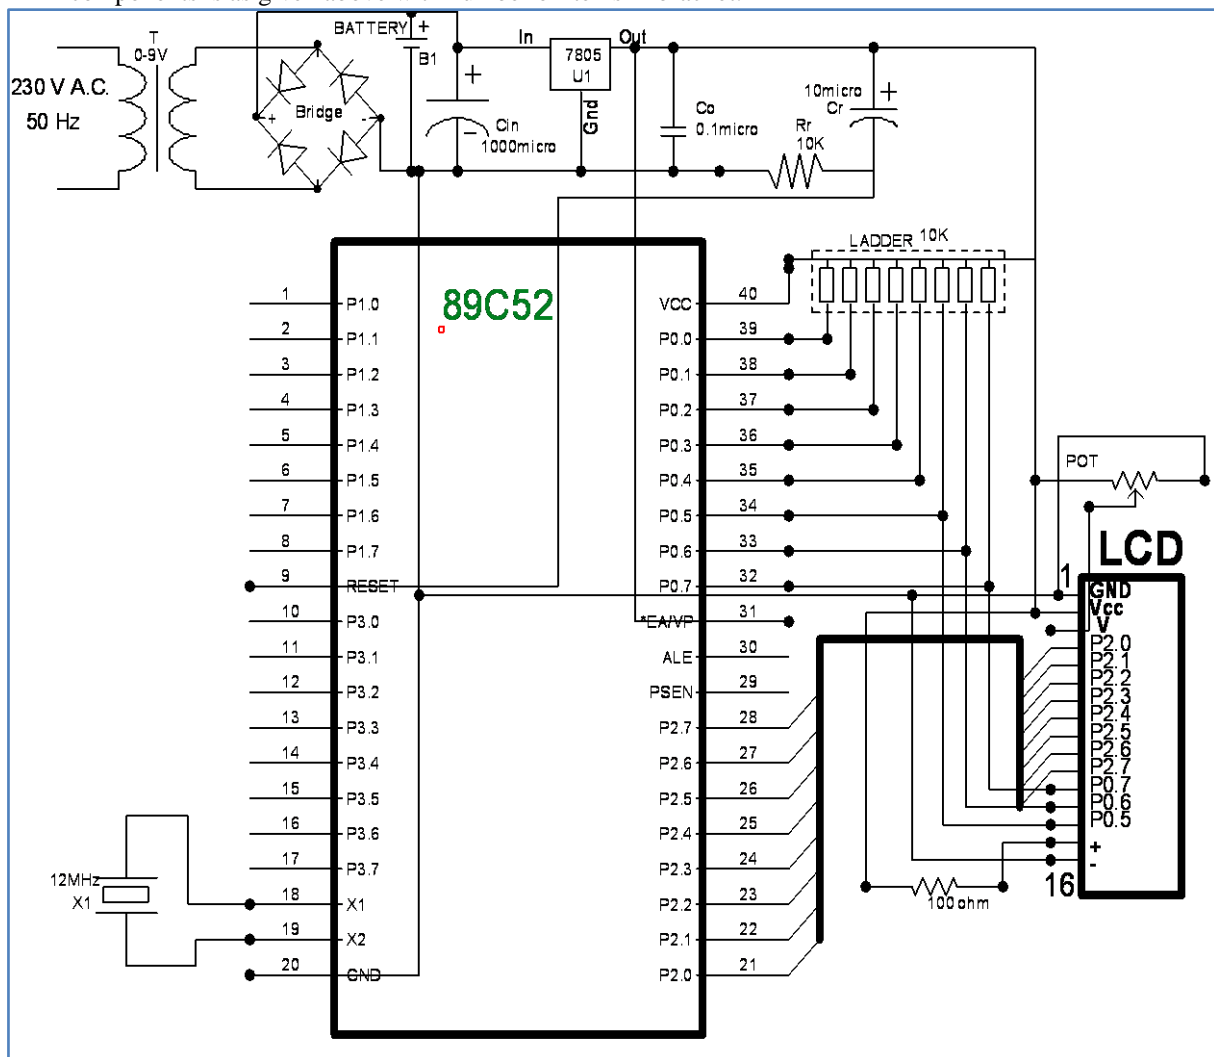 T
0-9V
230 V A.C.
50 Hz
BATTERY +
B1
Bridge
+ -
+
Cin
1000micro
-
In
7805
U1
Out
Gnd
Ca
0.1micro
10micro +
Cr
Rr
10K
LADDER 10K
89C52
1 P1.0
2 P1.1
3 P1.2
4 P1.3
5 P1.4
6 P1.5
7 P1.6
8 P1.7
9 RESET
10 P3.0
11 P3.1
12 P3.2
13 P3.3
14 P3.4
15 P3.5
16 P3.6
17 P3.7
18 X1
19 X2
20 GND
VCC 40
P0.0 39
P0.1 38
P0.2 37
P0.3 36
P0.4 35
P0.5 34
P0.6 33
P0.7 32
*EA/VP 31
ALE 30
PSEN 29
P2.7 28
P2.6 27
P2.5 26
P2.4 25
P2.3 24
P2.2 23
P2.1 22
P2.0 21
12MHz
X1
POT
LCD
1
GND
Vcc
V
P2.0
P2.1
P2.2
P2.3
P2.4
P2.5
P2.6
P2.7
P0.7
P0.6
P0.5
+
-
16
100 ohm